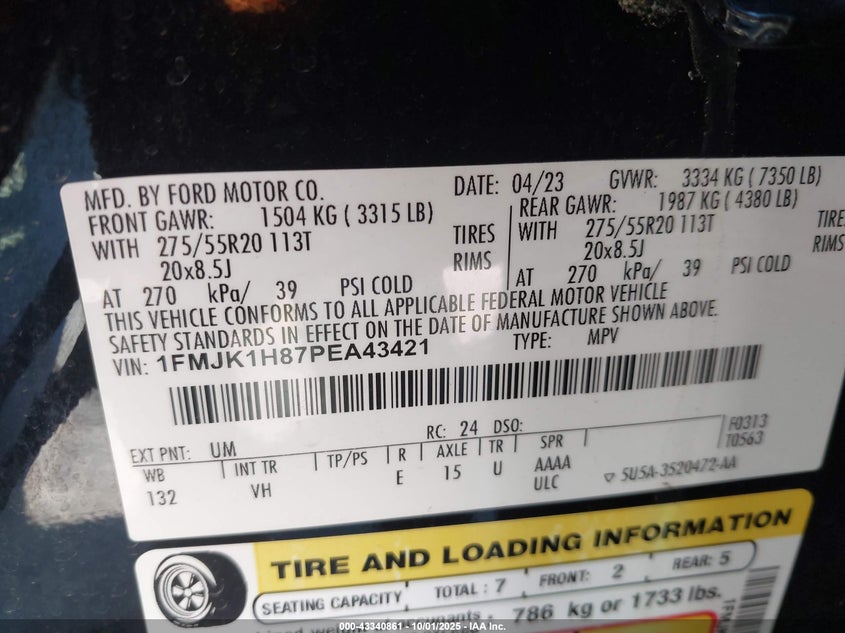 MFD. BY FORD MOTOR CO. DATE: 04/23 GVWR: 3334 KG ( 7350 LB)
FRONT GAWR: 1504 KG ( 3315 LB) REAR GAWR: 1987 KG ( 4380 LB)
WITH 275/55R20 113T TIRES WITH 275/55R20 113T TIRES
20x8.5J RIMS 20x8.5J RIMS
AT 270 kPa/ 39 PSI COLD AT 270 kPa/ 39 PSI COLD
THIS VEHICLE CONFORMS TO ALL APPLICABLE FEDERAL MOTOR VEHICLE
SAFETY STANDARDS IN EFFECT ON THE DATE OF MANUFACTURE SHOWN ABOVE.
VIN: 1FMJK1H87PEA43421 TYPE: MPV
F0313
T0563
EXT PNT: UM RC: 24 DSO:
WB INT TR TP/PS R AXLE TR SPR
132 VH E 15 U AAAA
ULC
5U5A-3520472-AA
TIRE AND LOADING INFORMATION
SEATING CAPACITY TOTAL : 7 FRONT: 2 REAR: 5
786 kg or 1733 lbs.
000-43340861 - 10/01/2025 - COPYRIGHT IAA, LLC.